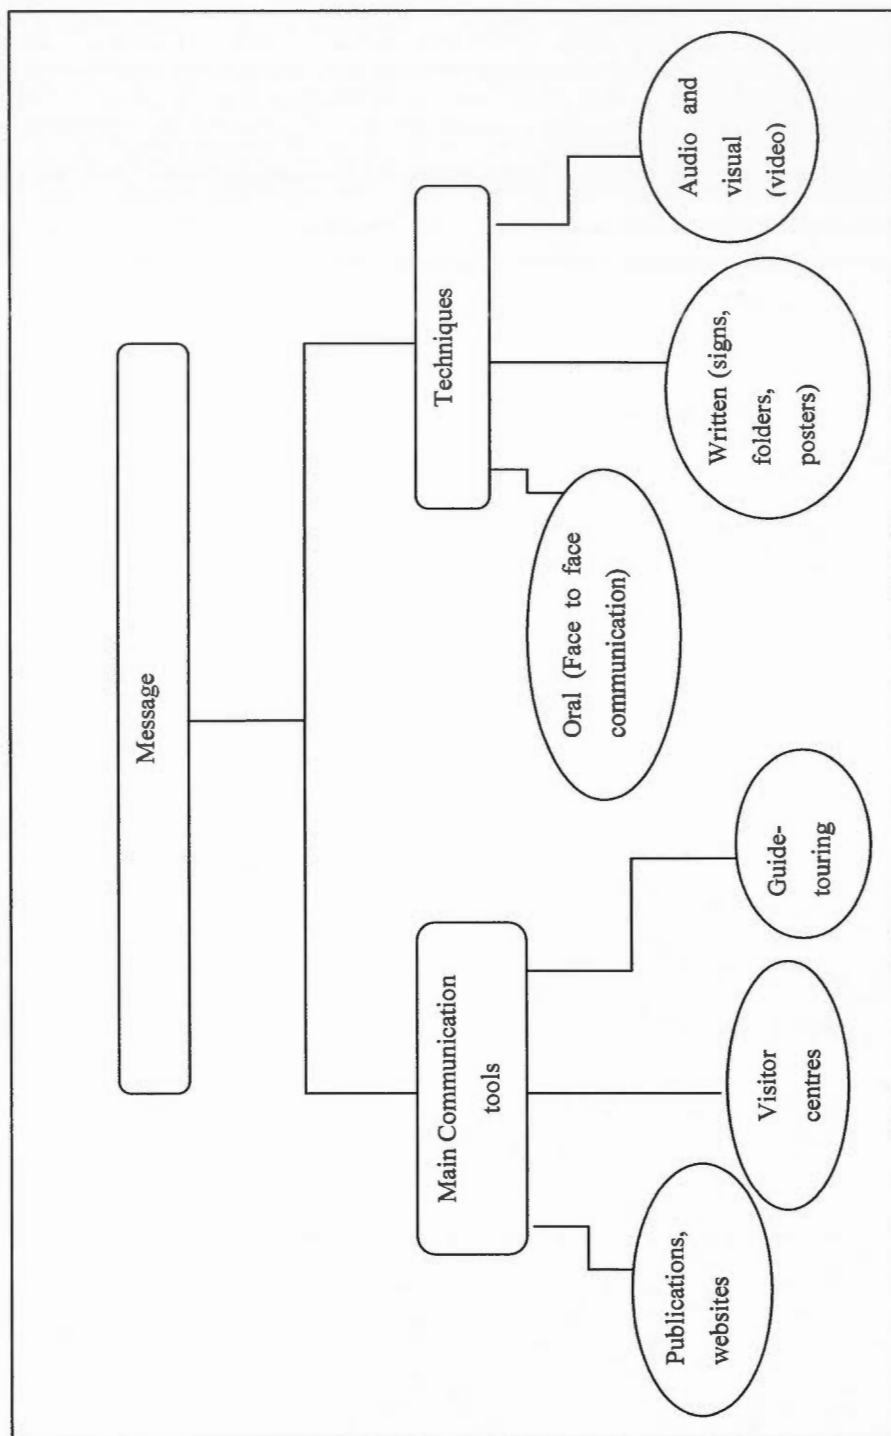 Message
Main Communication
tools
Techniques
Publications,
websites
Visitor
centres
Guide-
touring
Oral (Face to face
communication)
Written (signs,
folders,
posters)
Audio and
visual
(video)